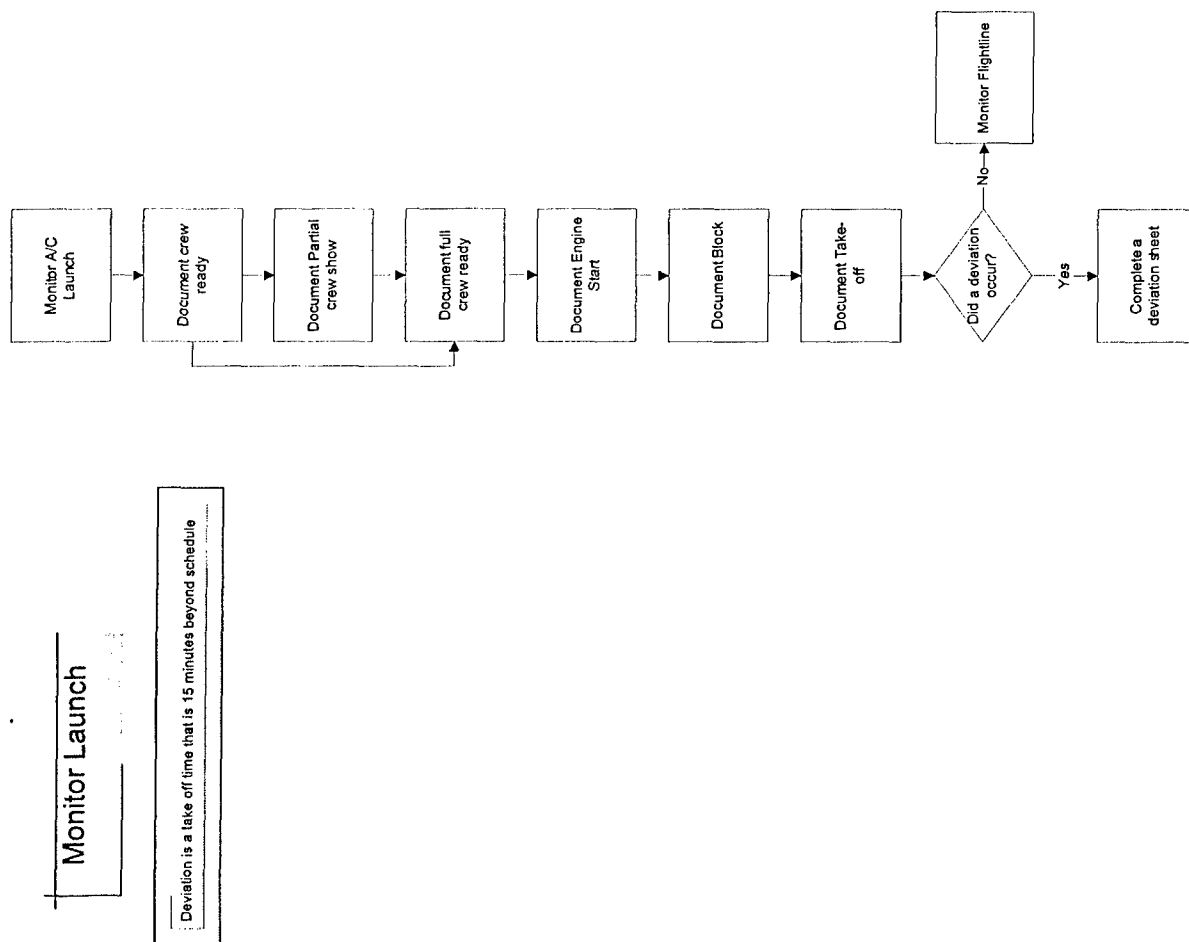 Monitor Launch
Deviation is a take off time that is 15 minutes beyond schedule
Monitor A/C
Launch
Document crew
ready
Document Partial
crew show
Document full
crew ready
Document Engine
Start
Document Block
Document Take-
off
Did a deviation
occur?
No
Monitor Flightline
Yes
Complete a
deviation sheet